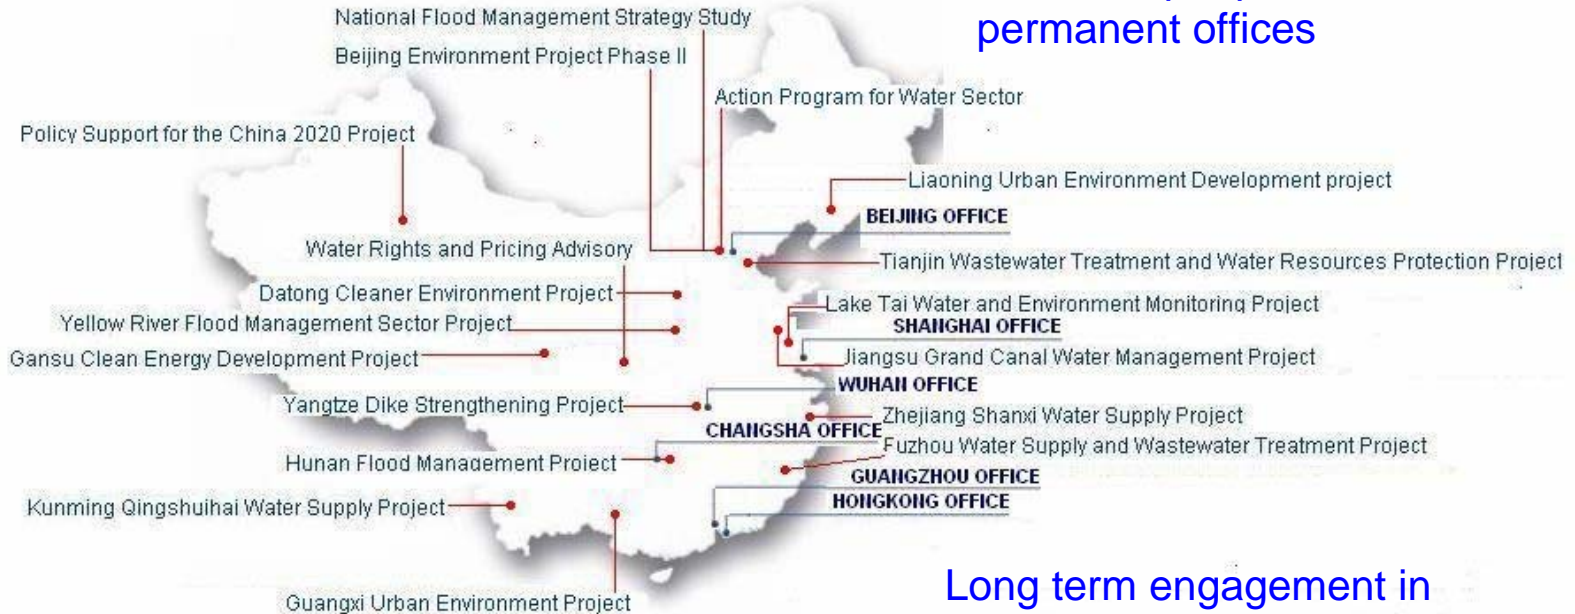 permanent offices
National Flood Management Strategy Study
Beijing Environment Project Phase II
Action Program for Water Sector
Policy Support for the China 2020 Project
Liaoning Urban Environment Development project
BEIJING OFFICE
Water Rights and Pricing Advisory
Tianjin Wastewater Treatment and Water Resources Protection Project
Datong Cleaner Environment Project
Lake Tai Water and Environment Monitoring Project
Yellow River Flood Management Sector Project
SHANGHAI OFFICE
Gansu Clean Energy Development Project
Jiangsu Grand Canal Water Management Project
WUHAN OFFICE
Yangtze Dike Strengthening Project
Zhejiang Shanxi Water Supply Project
CHANGSHA OFFICE
Fuzhou Water Supply and Wastewater Treatment Project
Hunan Flood Management Project
GUANGZHOU OFFICE
HONGKONG OFFICE
Kunming Qingshuihai Water Supply Project
Long term engagement in
Guangxi Urban Environment Project